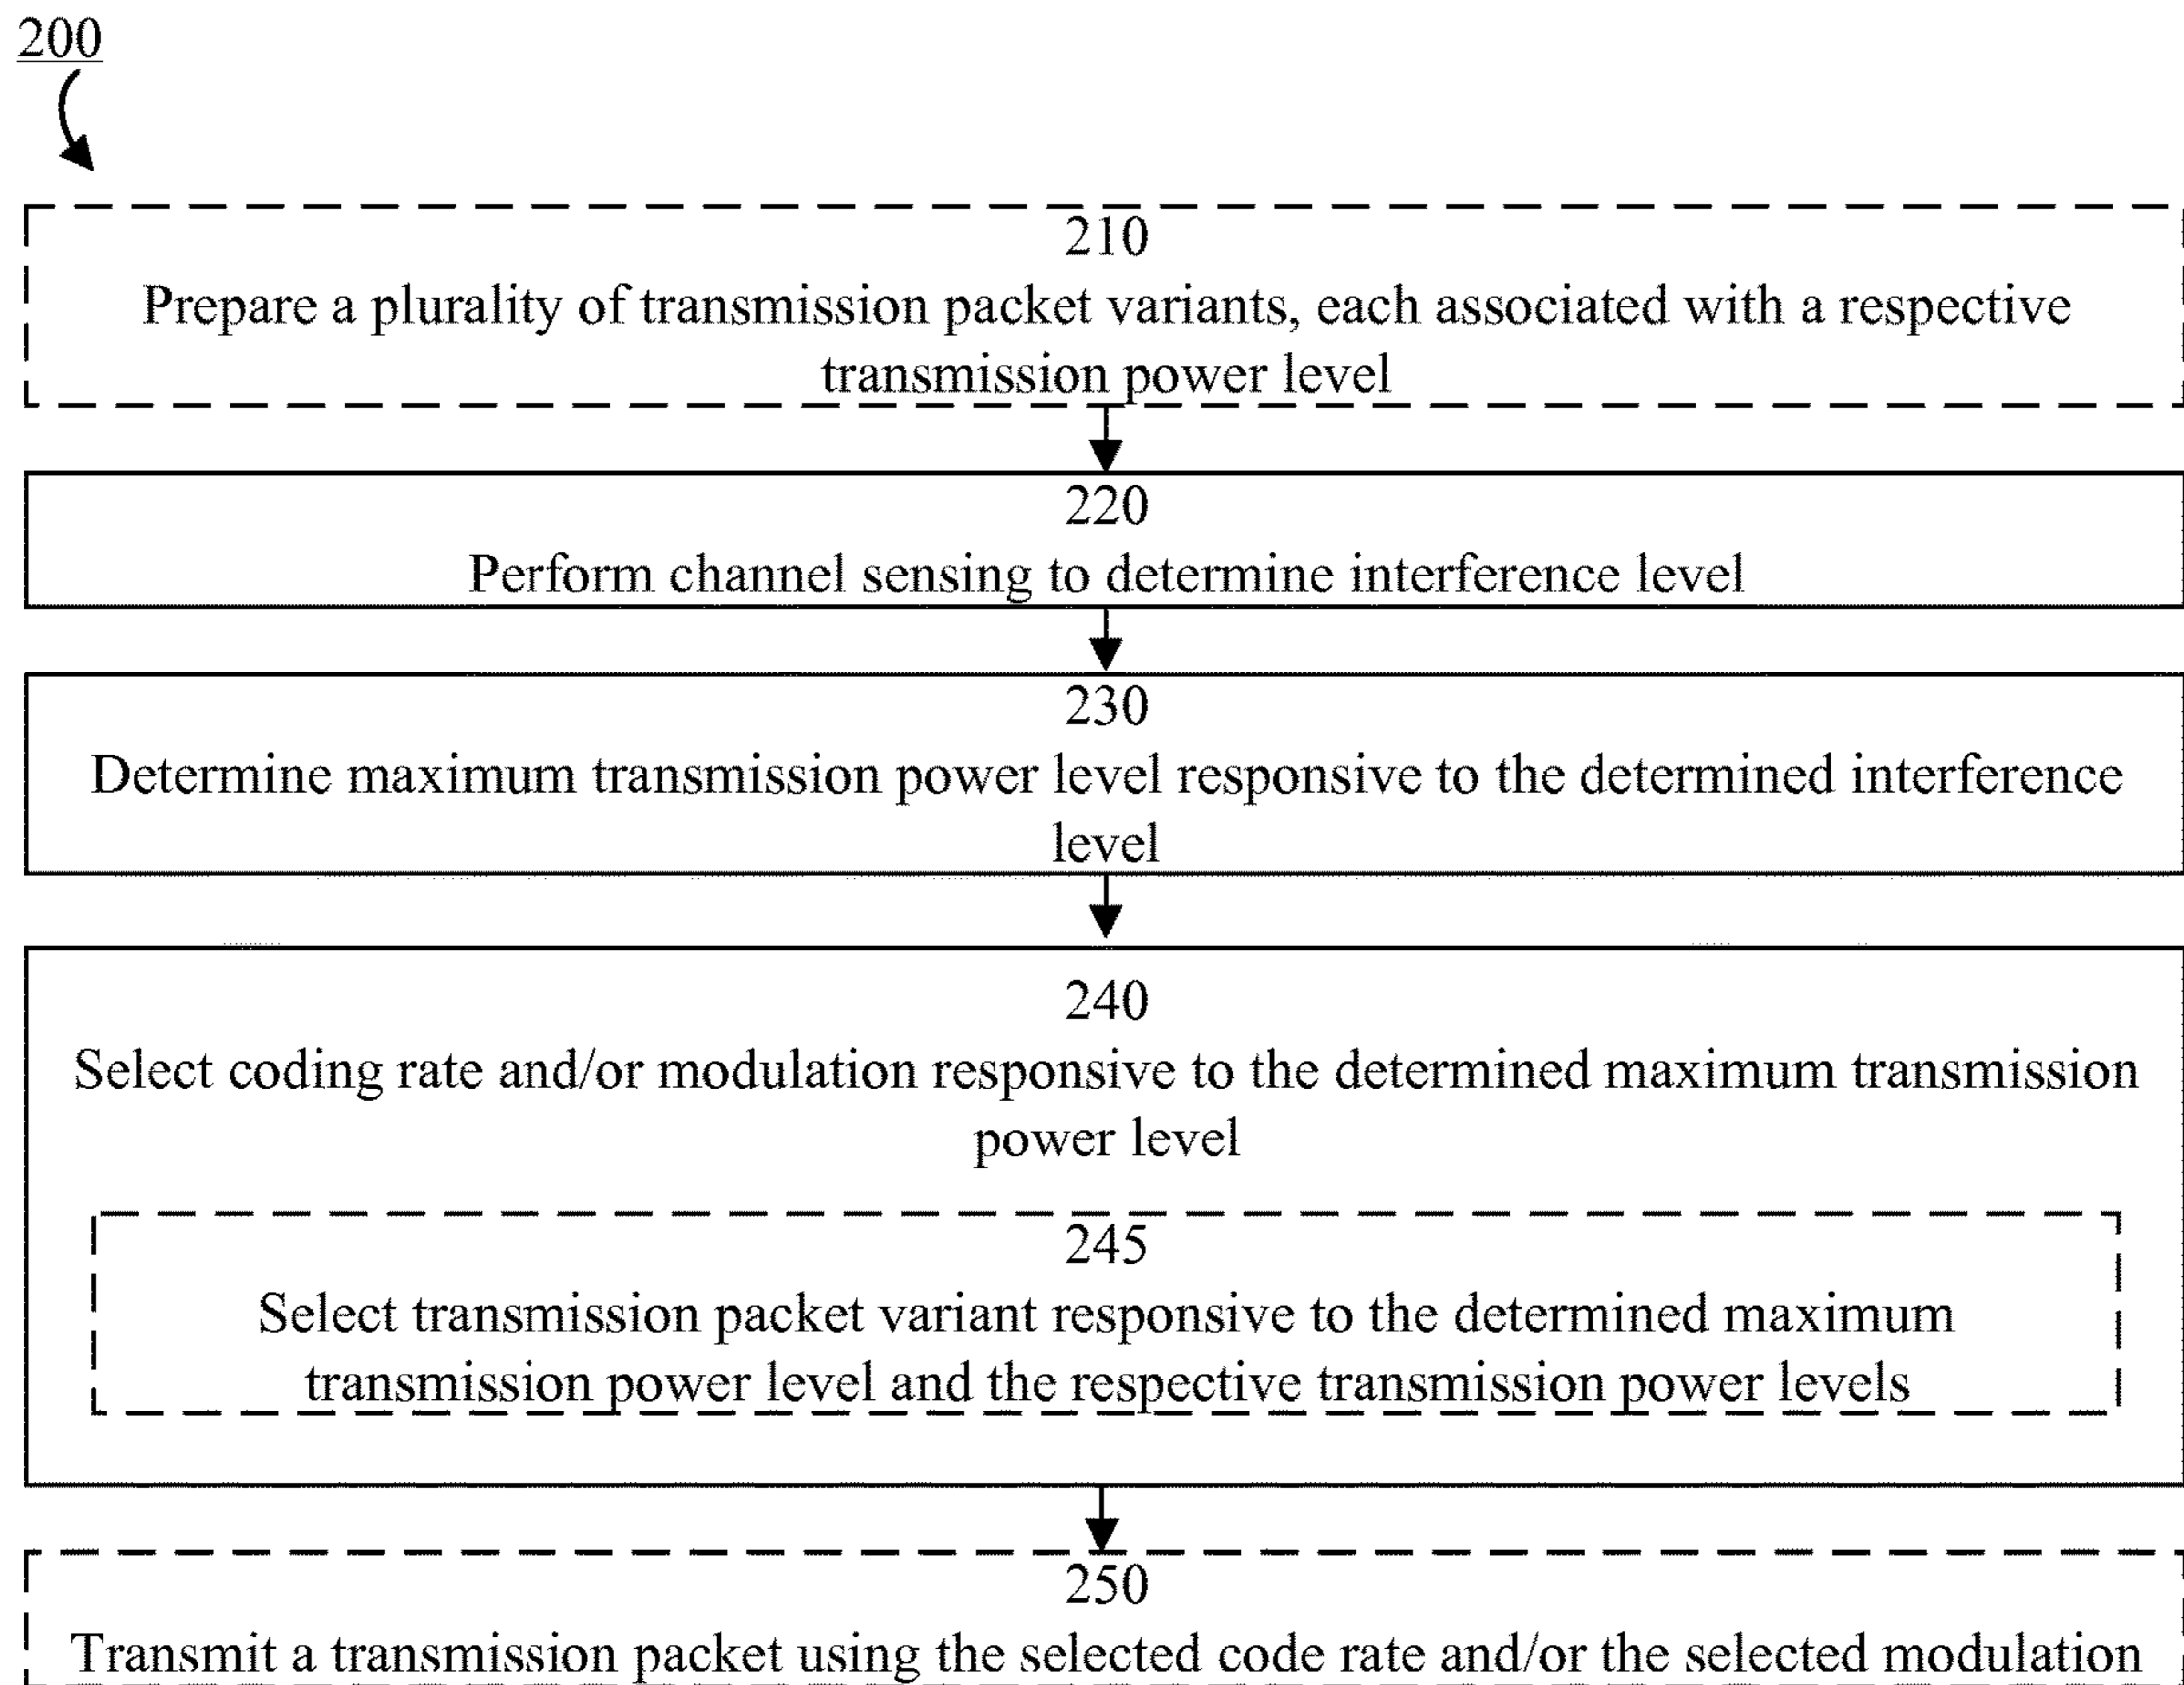 200
210
Prepare a plurality of transmission packet variants, each associated with a respective
transmission power level
220
Perform channel sensing to determine interference level
230
Determine maximum transmission power level responsive to the determined interference
level
240
Select coding rate and/or modulation responsive to the determined maximum transmission
power level
245
Select transmission packet variant responsive to the determined maximum
transmission power level and the respective transmission power levels
250
Transmit a transmission packet using the selected code rate and/or the selected modulation